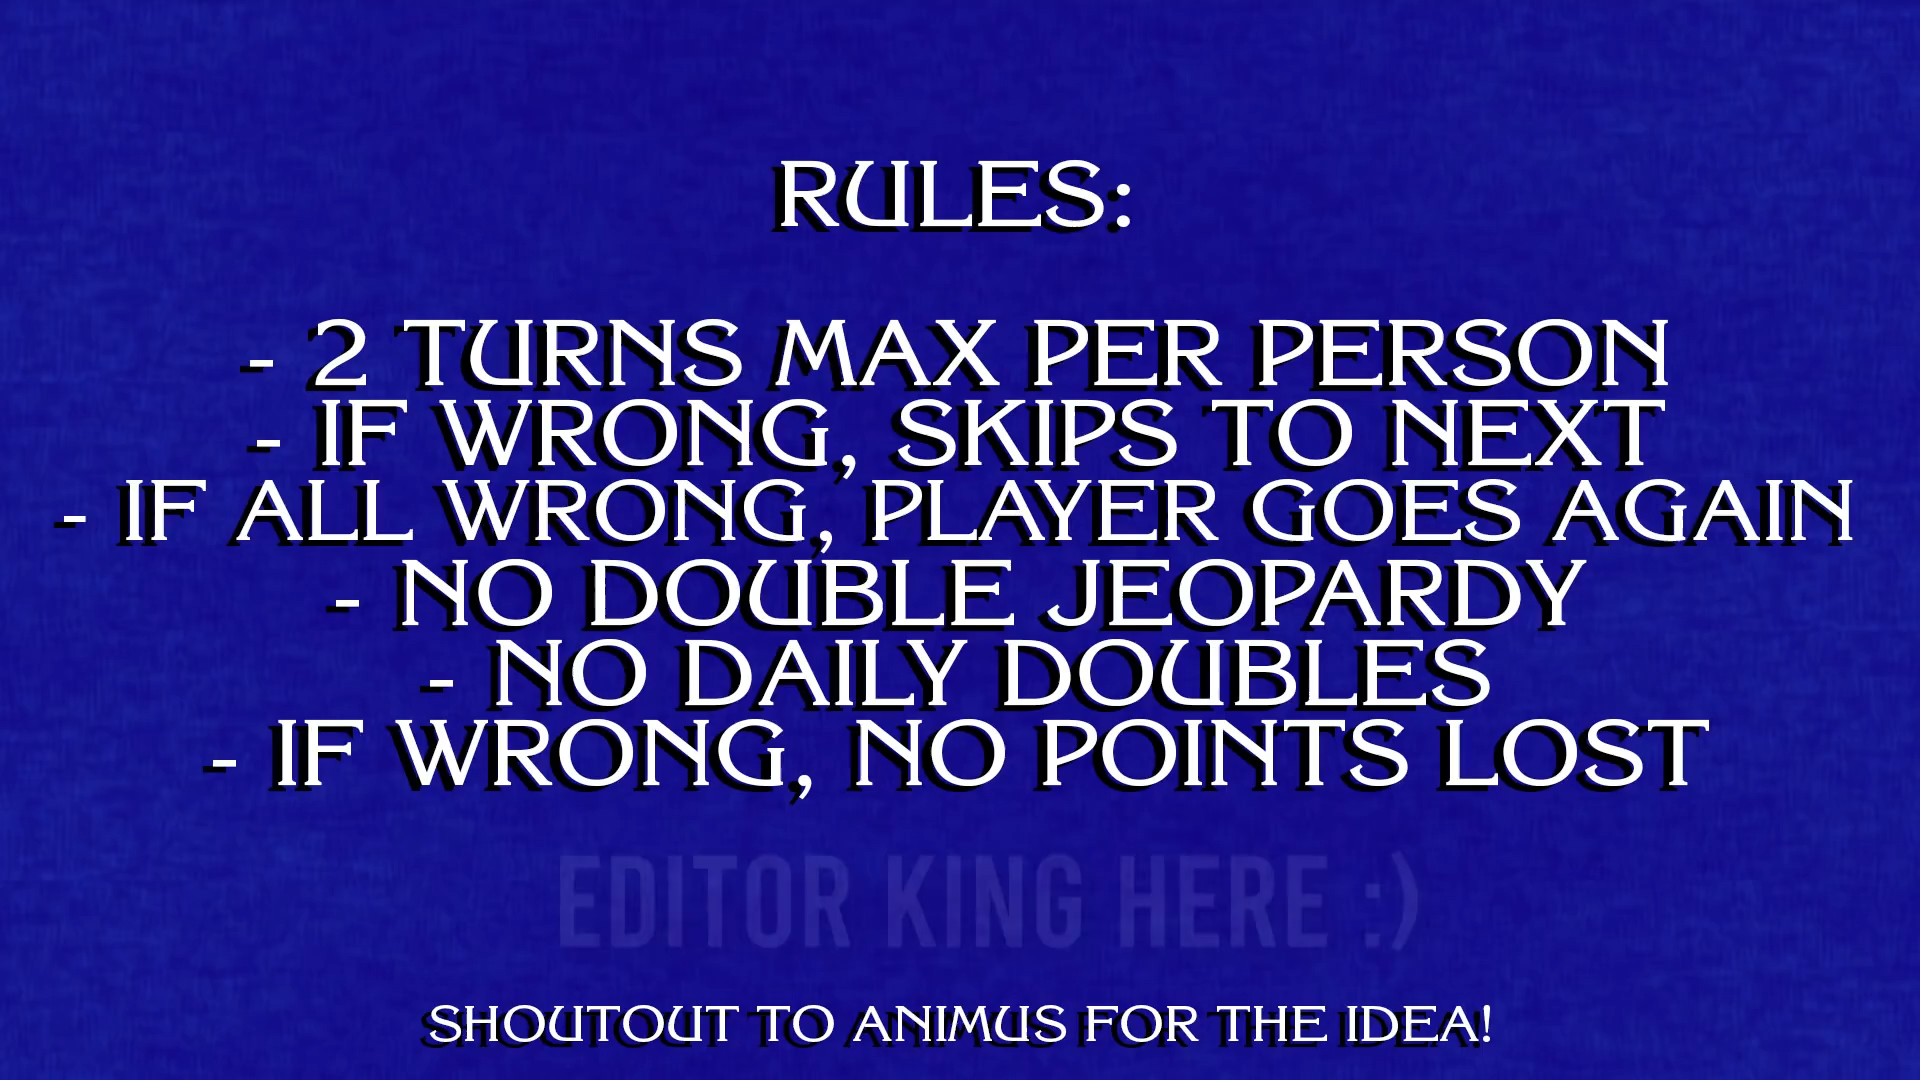 RULES:
- 2 TURNS MAX PER PERSON
- IF WRONG, SKIPS TO NEXT
- IF ALL WRONG, PLAYER GOES AGAIN
- NO DOUBLE JEOPARDY
- NO DAILY DOUBLES
- IF WRONG, NO POINTS LOST
EDITOR KING HERE :)
SHOUTOUT TO ANIMUS FOR THE IDEA!